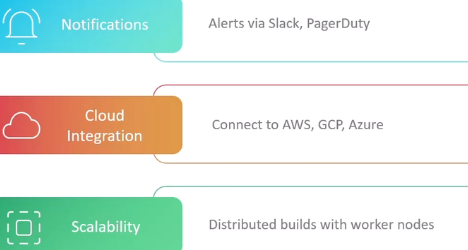 Notifications
Alerts via Slack, PagerDuty
Cloud
Integration
Connect to AWS, GCP, Azure
Scalability
Distributed builds with worker nodes